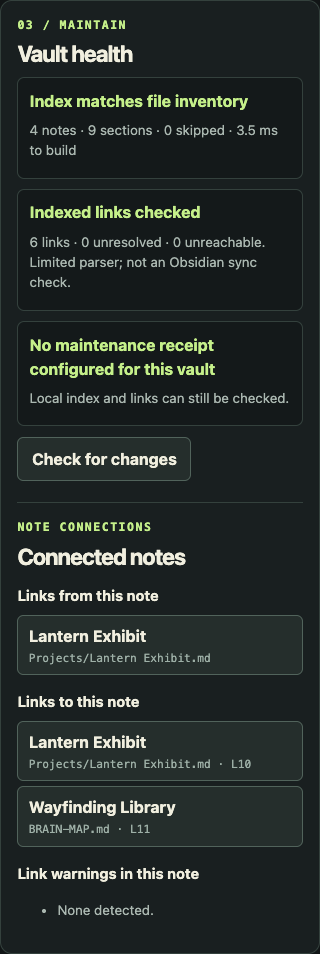 03 / MAINTAIN
Vault health
Index matches file inventory
4 notes · 9 sections · 0 skipped · 3.5 ms
to build
Indexed links checked
6 links · 0 unresolved · 0 unreachable.
Limited parser; not an Obsidian sync
check.
No maintenance receipt
configured for this vault
Local index and links can still be checked.
Check for changes
NOTE CONNECTIONS
Connected notes
Links from this note
Lantern Exhibit
Projects/Lantern Exhibit.md
Links to this note
Lantern Exhibit
Projects/Lantern Exhibit.md · L10
Wayfinding Library
BRAIN-MAP.md · L11
Link warnings in this note
• None detected.